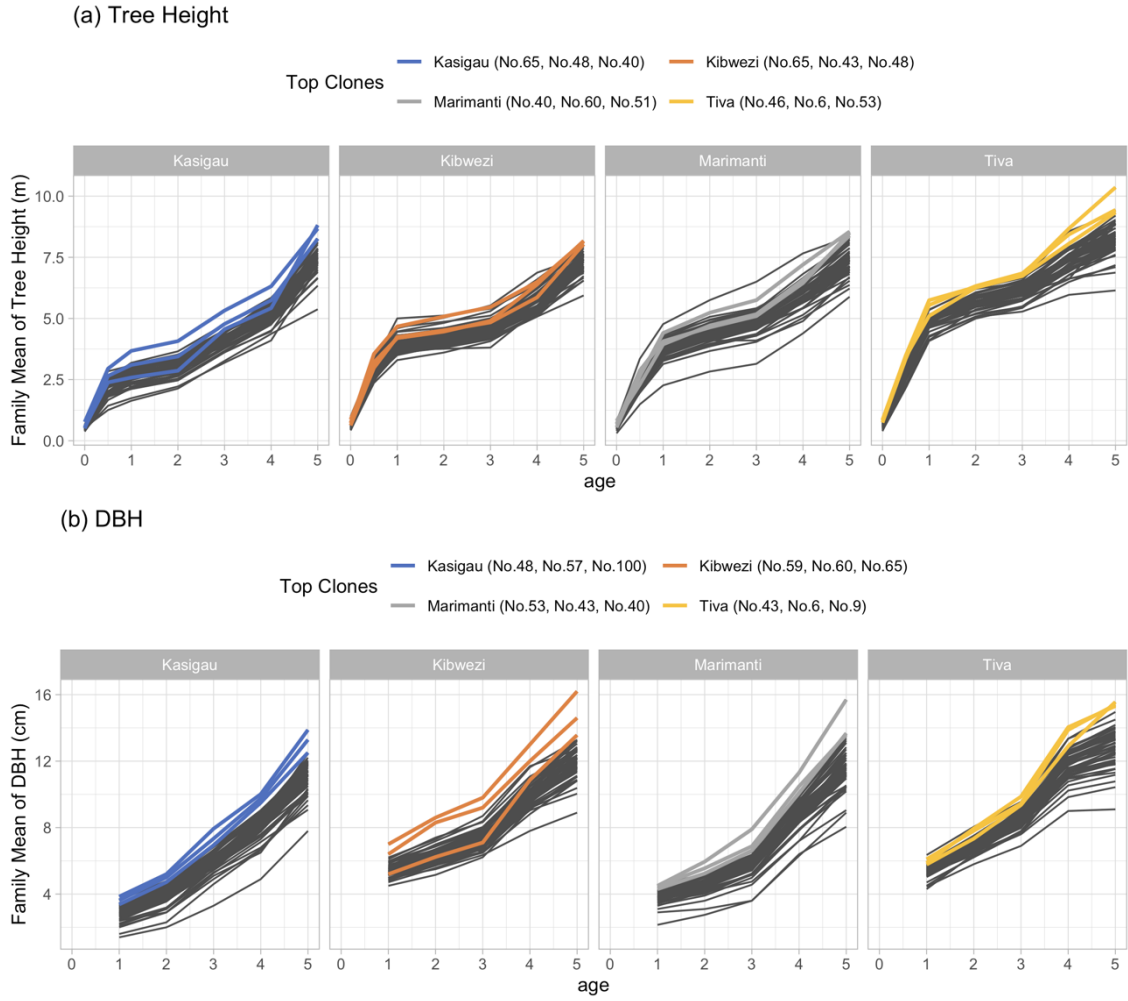 (a) Tree Height
Top Clones
Kasigau (No.65, No.48, No.40)
Kibwezi (No.65, No.43, No.48)
Marimanti (No.40, No.60, No.51)
Tiva (No.46, No.6, No.53)
Kasigau Kibwezi Marimanti Tiva
Family Mean of Tree Height (m)
10.0
7.5
5.0
2.5
0.0
0 1 2 3 4 5 0 1 2 3 4 5 0 1 2 3 4 5 0 1 2 3 4 5
age
(b) DBH
Top Clones
Kasigau (No.48, No.57, No.100)
Kibwezi (No.59, No.60, No.65)
Marimanti (No.53, No.43, No.40)
Tiva (No.43, No.6, No.9)
Kasigau Kibwezi Marimanti Tiva
Family Mean of DBH (cm)
16
12
8
4
0 1 2 3 4 5 0 1 2 3 4 5 0 1 2 3 4 5 0 1 2 3 4 5
age